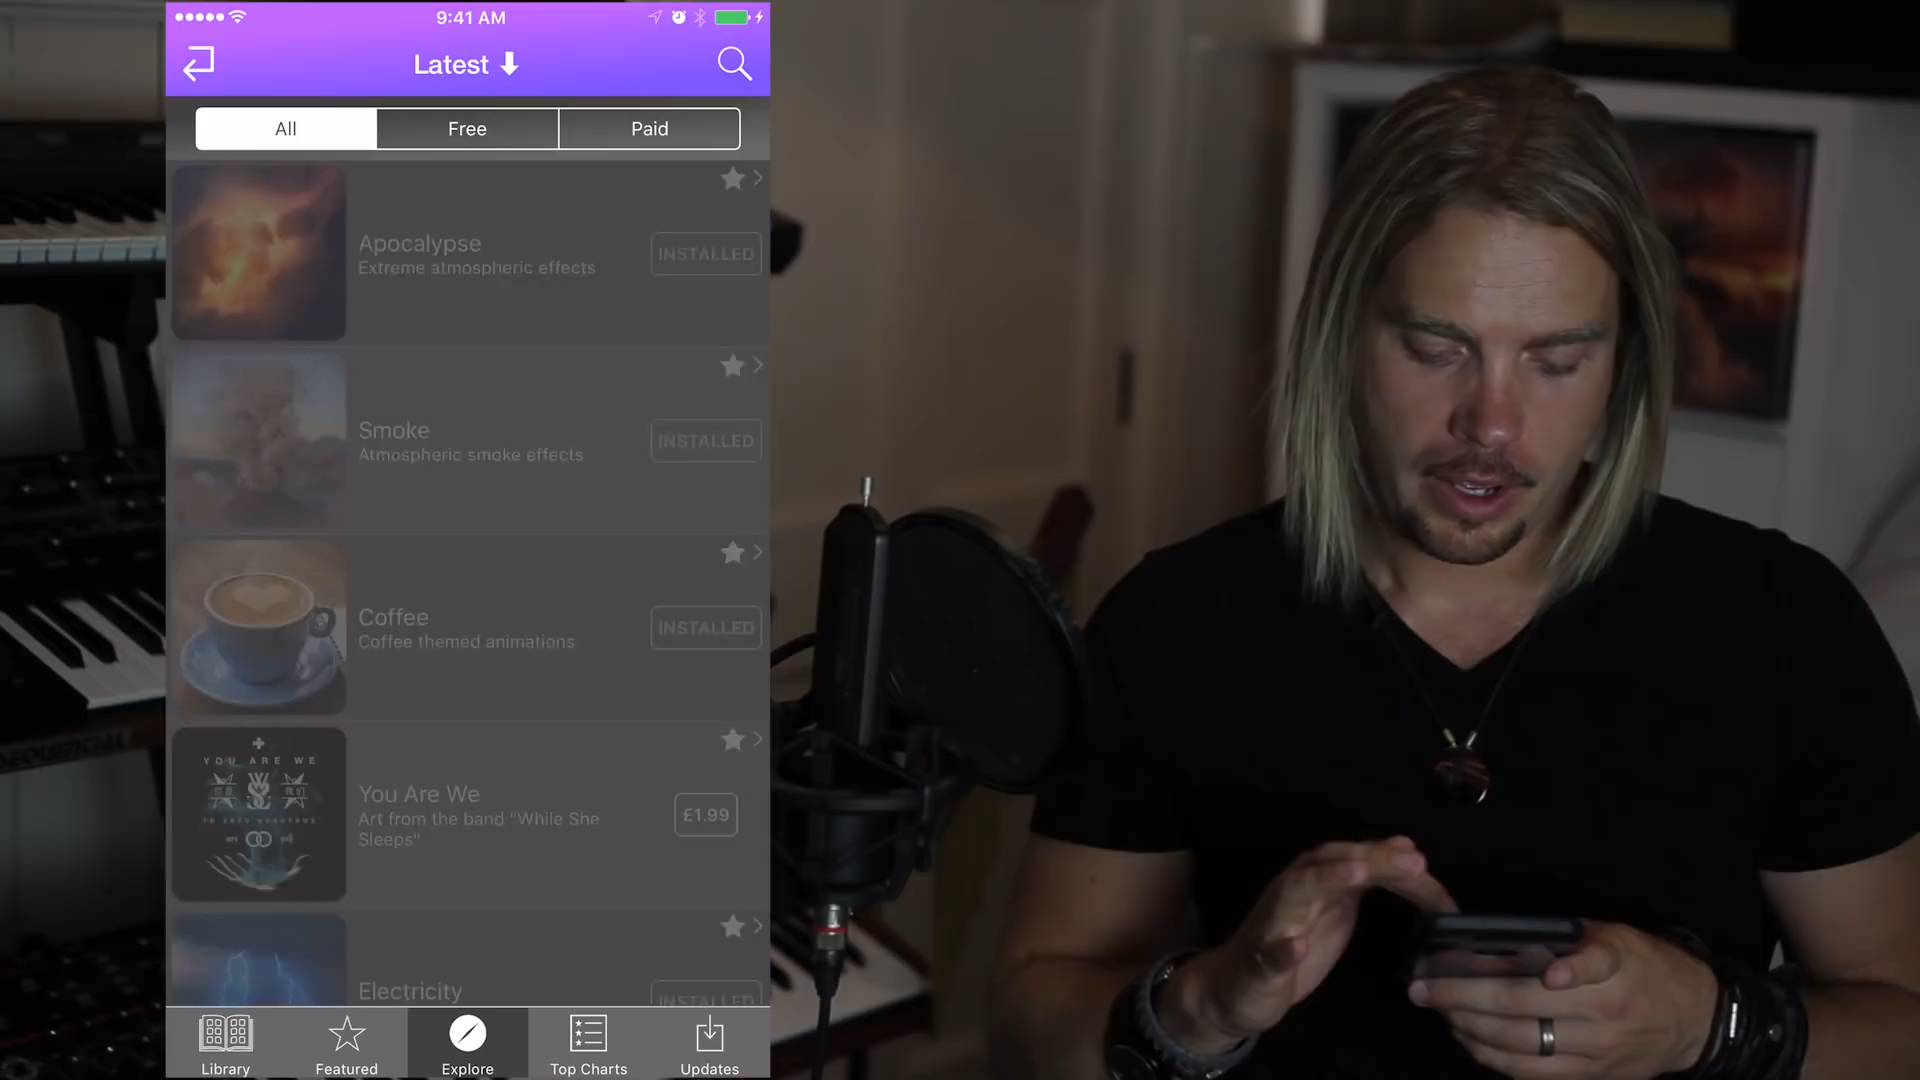 9:41 AM
Latest
All
Free
Paid
Apocalypse
Extreme atmospheric effects
INSTALLED
Smoke
Atmospheric smoke effects
INSTALLED
Coffee
Coffee themed animations
INSTALLED
YOU ARE WE
You Are We
Art from the band "While She
Sleeps"
£1.99
Electricity
INSTALLED
Library
Featured
Explore
Top Charts
Updates